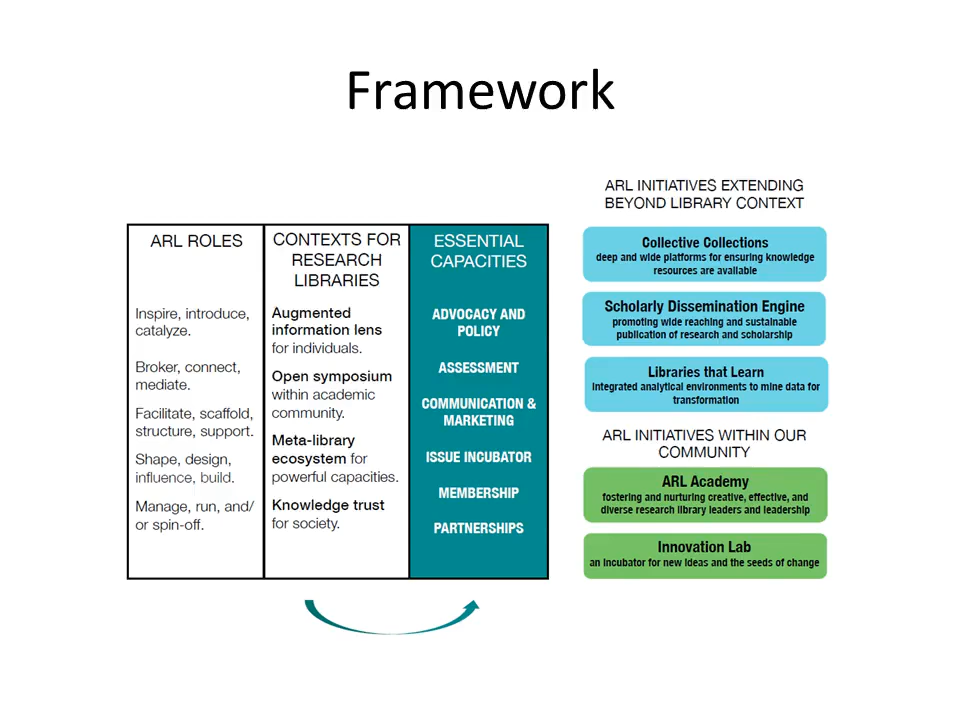 Framework
ARL ROLES
Inspire, introduce,
catalyze.
Broker, connect,
mediate.
Facilitate, scaffold,
structure, support.
Shape, design,
influence, build.
Manage, run, and/
or spin-off.
CONTEXTS FOR
RESEARCH
LIBRARIES
Augmented
information lens
for individuals.
Open symposium
within academic
community.
Meta-library
ecosystem for
powerful capacities.
Knowledge trust
for society.
ESSENTIAL
CAPACITIES
ADVOCACY AND
POLICY
ASSESSMENT
COMMUNICATION &
MARKETING
ISSUE INCUBATOR
MEMBERSHIP
PARTNERSHIPS
ARL INITIATIVES EXTENDING
BEYOND LIBRARY CONTEXT
Collective Collections
deep and wide platforms for ensuring knowledge
resources are available
Scholarly Dissemination Engine
promoting wide reaching and sustainable
publication of research and scholarship
Libraries that Learn
integrated analytical environments to mine data for
transformation
ARL INITIATIVES WITHIN OUR
COMMUNITY
ARL Academy
fostering and nurturing creative, effective, and
diverse research library leaders and leadership
Innovation Lab
an incubator for new ideas and the seeds of change